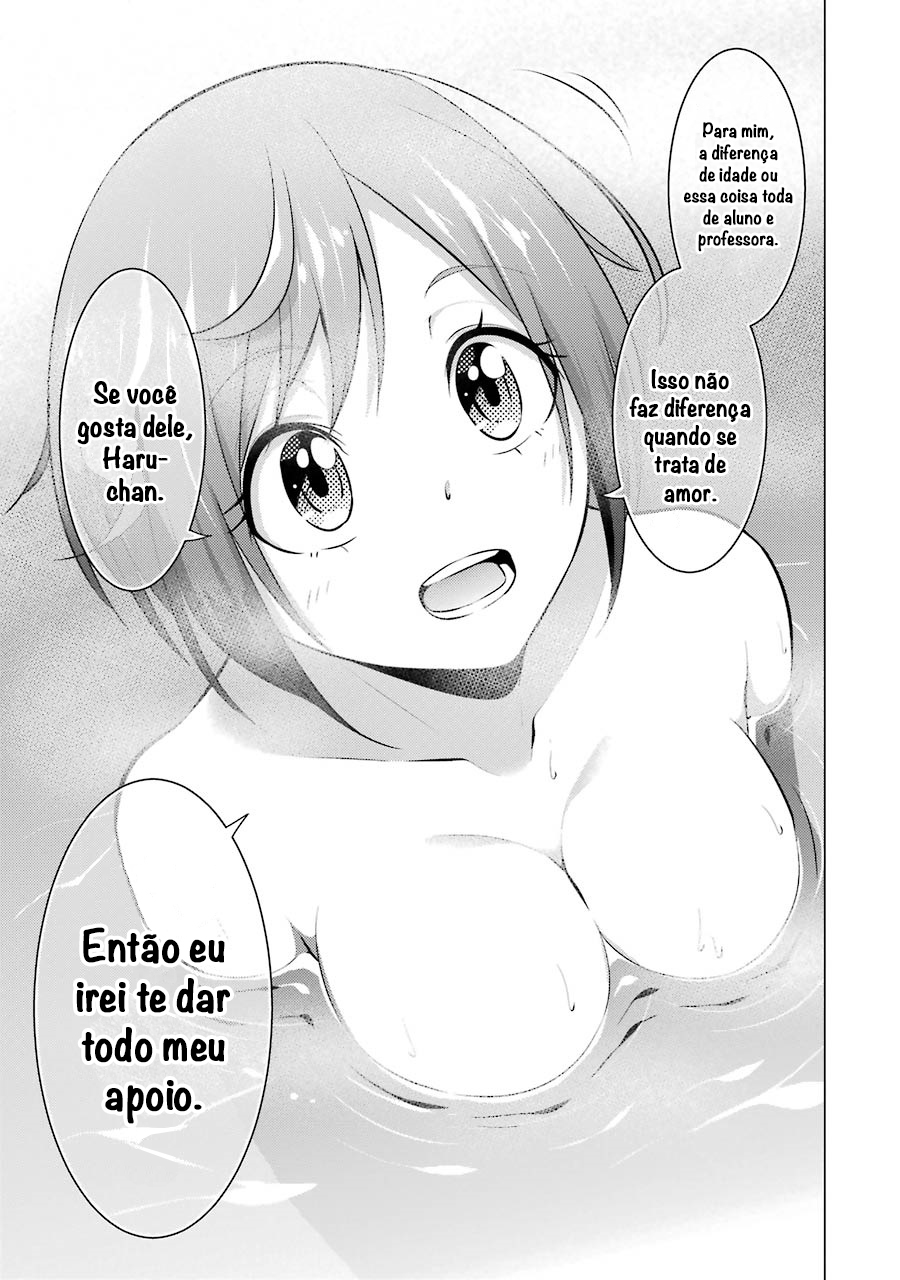 Para mim,
a diferença
de idade ou
essa coisa toda
de aluno e
professora.
Isso não
faz diferença
quando se
trata de
amor.
Se você
gosta dele,
Haru-
chan.
Então eu
irei te dar
todo meu
apoio.